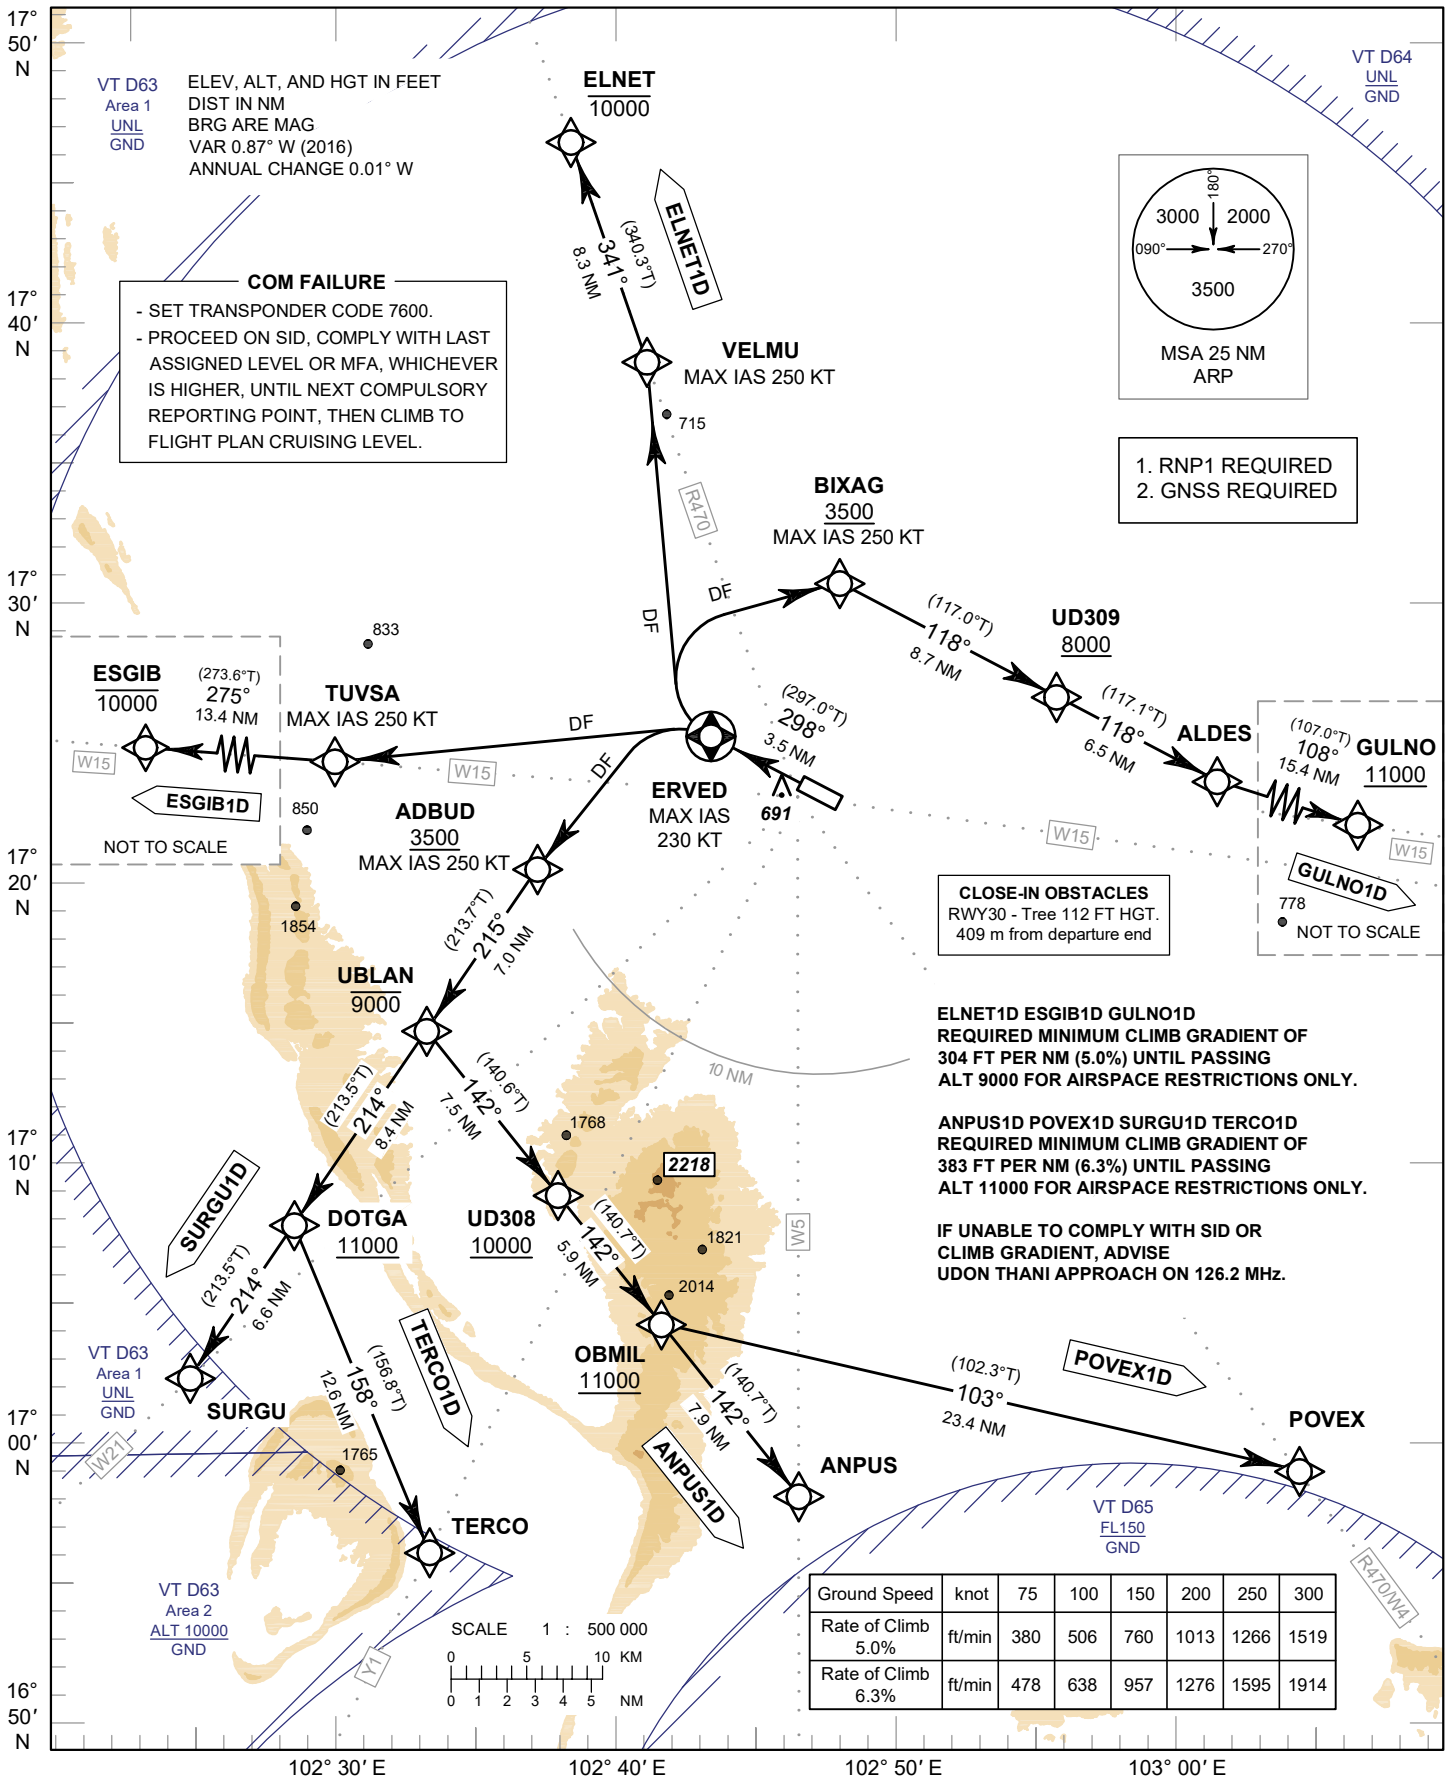 17°
50′
N
VT D63
Area 1
UNL
GND
ELEV, ALT, AND HGT IN FEET
DIST IN NM
BRG ARE MAG
VAR 0.87° W (2016)
ANNUAL CHANGE 0.01° W
ELNET
10000
VT D64
UNL
GND
180°
3000
2000
090°
270°
3500
MSA 25 NM
ARP
(340.3°T)
341°
8.3 NM
ELNET1D
COM FAILURE
- SET TRANSPONDER CODE 7600.
- PROCEED ON SID, COMPLY WITH LAST
ASSIGNED LEVEL OR MFA, WHICHEVER
IS HIGHER, UNTIL NEXT COMPULSORY
REPORTING POINT, THEN CLIMB TO
FLIGHT PLAN CRUISING LEVEL.
17°
40′
N
VELMU
MAX IAS 250 KT
715
1. RNP1 REQUIRED
2. GNSS REQUIRED
R470
BIXAG
3500
MAX IAS 250 KT
17°
30′
N
DF
DF
(117.0°T)
118°
8.7 NM
UD309
8000
833
ESGIB
10000
(273.6°T)
275°
13.4 NM
TUVSA
MAX IAS 250 KT
DF
DF
(297.0°T)
298°
3.5 NM
(117.1°T)
118°
6.5 NM
ALDES
(107.0°T)
108°
15.4 NM
GULNO
11000
W15
W15
ESGIB1D
NOT TO SCALE
850
ADBUD
3500
MAX IAS 250 KT
ERVED
MAX IAS
230 KT
691
W15
W15
GULNO1D
778
NOT TO SCALE
17°
20′
N
CLOSE-IN OBSTACLES
RWY30 - Tree 112 FT HGT.
409 m from departure end
1854
(213.7°T)
215°
7.0 NM
UBLAN
9000
ELNET1D ESGIB1D GULNO1D
REQUIRED MINIMUM CLIMB GRADIENT OF
304 FT PER NM (5.0%) UNTIL PASSING
ALT 9000 FOR AIRSPACE RESTRICTIONS ONLY.
10 NM
(213.5°T)
214°
8.4 NM
(140.6°T)
142°
7.5 NM
1768
ANPUS1D POVEX1D SURGU1D TERCO1D
REQUIRED MINIMUM CLIMB GRADIENT OF
383 FT PER NM (6.3%) UNTIL PASSING
ALT 11000 FOR AIRSPACE RESTRICTIONS ONLY.
17°
10′
N
2218
SURGU1D
DOTGA
11000
UD308
10000
(140.7°T)
142°
5.9 NM
1821
W5
2014
IF UNABLE TO COMPLY WITH SID OR
CLIMB GRADIENT, ADVISE
UDON THANI APPROACH ON 126.2 MHz.
(213.5°T)
214°
6.6 NM
VT D63
Area 1
UNL
GND
SURGU
(156.8°T)
158°
12.6 NM
TERCO1D
OBMIL
11000
(140.7°T)
142°
7.9 NM
(102.3°T)
103°
23.4 NM
POVEX1D
POVEX
17°
00′
N
W21
1765
ANPUS1D
ANPUS
TERCO
VT D65
FL150
GND
VT D63
Area 2
ALT 10000
GND
R470/W4
Y1
SCALE 1 : 500 000
0 5 10 KM
0 1 2 3 4 5 NM
Ground Speed knot 75 100 150 200 250 300
Rate of Climb 5.0% ft/min 380 506 760 1013 1266 1519
Rate of Climb 6.3% ft/min 478 638 957 1276 1595 1914
16°
50′
N
102° 30′ E
102° 40′ E
102° 50′ E
103° 00′ E